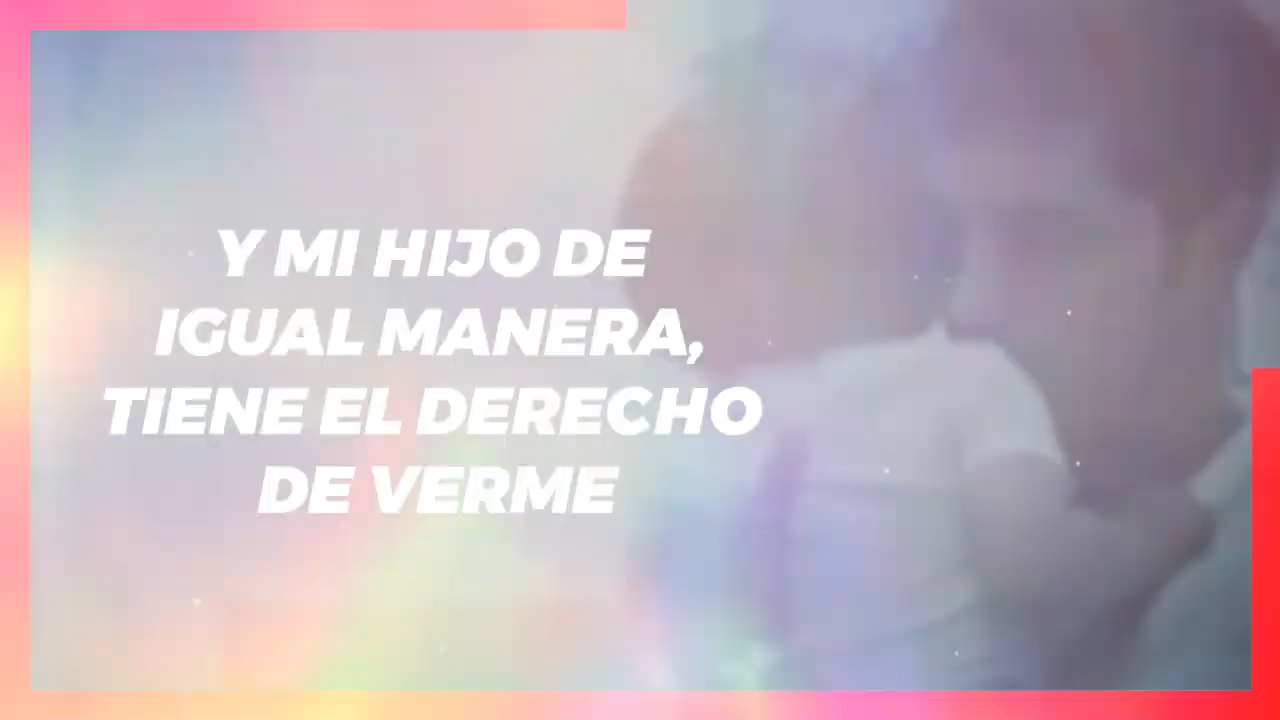 Y MI HIJO DE
IGUAL MANERA,
TIENE EL DERECHO
DE VERME